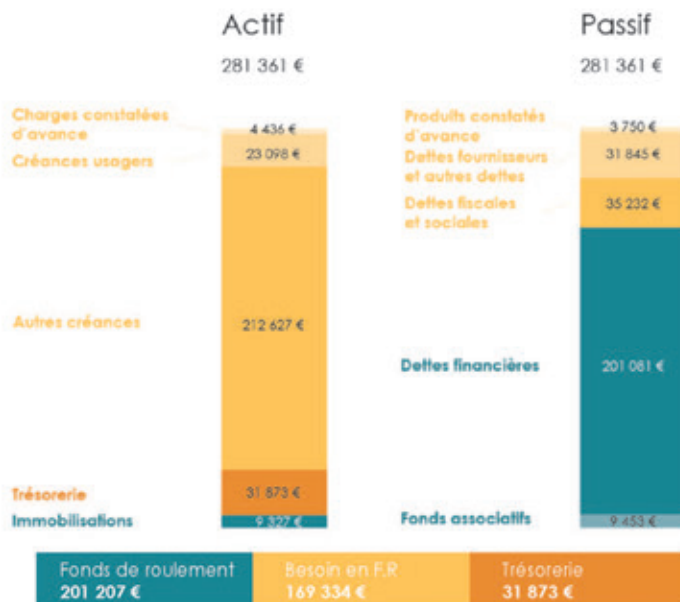 Actif
281 361 €
Charges constatées
d'avance
4 436 €
Créances usagers
23 098 €
Autres créances
212 627 €
Trésorerie
31 873 €
Immobilisations
9 327 €
Passif
281 361 €
Produits constatés
d'avance
3 750 €
Dettes fournisseurs
et autres dettes
31 845 €
Dettes fiscales
et sociales
35 232 €
Dettes financières
201 081 €
Fonds associatifs
9 453 €
Fonds de roulement
201 207 €
Besoin en F.R
169 334 €
Trésorerie
31 873 €